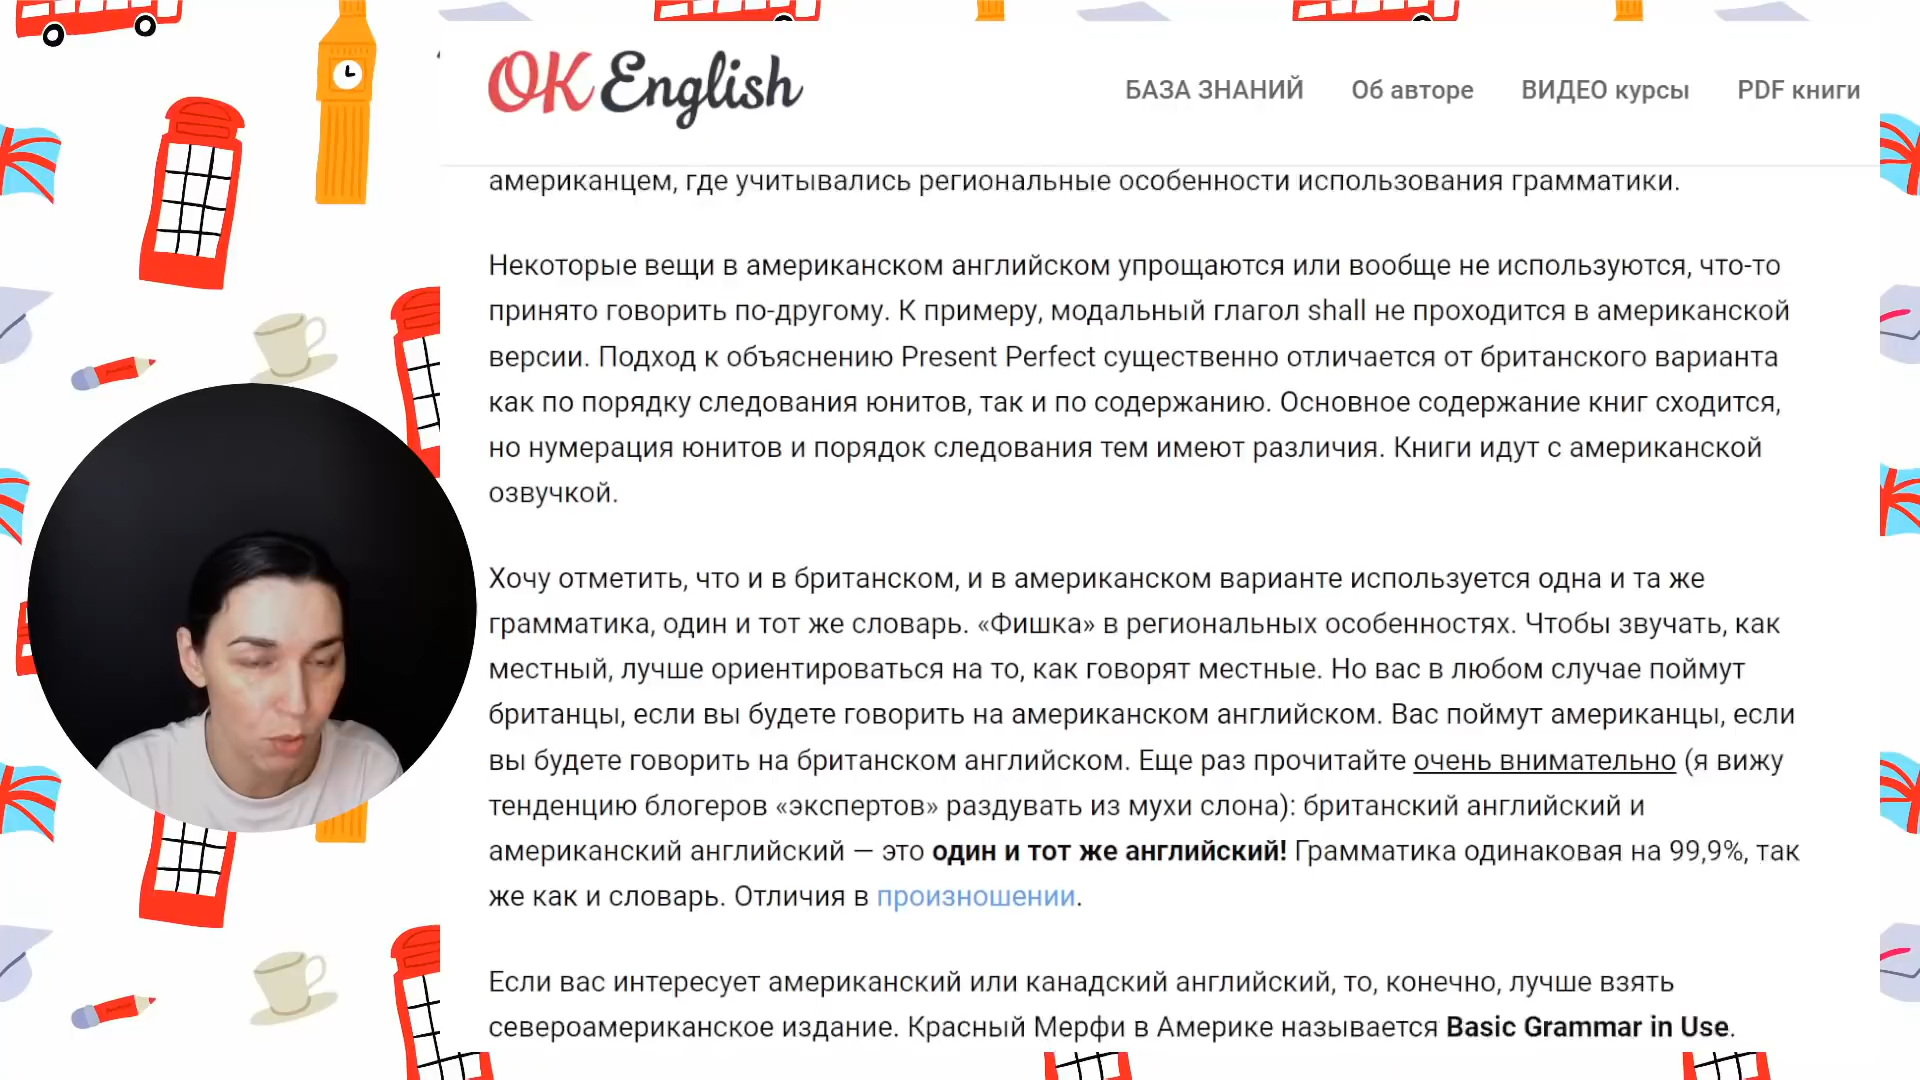 OK English
БАЗА ЗНАНИЙ Об авторе ВИДЕО курсы PDF книги
американцем, где учитывались региональные особенности использования грамматики.
Некоторые вещи в американском английском упрощаются или вообще не используются, что-то
принято говорить по-другому. К примеру, модальный глагол shall не проходится в американской
версии. Подход к объяснению Present Perfect существенно отличается от британского варианта
как по порядку следования юнитов, так и по содержанию. Основное содержание книг сходится,
но нумерация юнитов и порядок следования тем имеют различия. Книги идут с американской
озвучкой.
Хочу отметить, что и в британском, и в американском варианте используется одна и та же
грамматика, один и тот же словарь. «Фишка» в региональных особенностях. Чтобы звучать, как
местный, лучше ориентироваться на то, как говорят местные. Но вас в любом случае поймут
британцы, если вы будете говорить на американском английском. Вас поймут американцы, если
вы будете говорить на британском английском. Еще раз прочитайте очень внимательно (я вижу
тенденцию блогеров «экспертов» раздувать из мухи слона): британский английский и
американский английский — это один и тот же английский! Грамматика одинаковая на 99,9%, так
же как и словарь. Отличия в произношении.
Если вас интересует американский или канадский английский, то, конечно, лучше взять
североамериканское издание. Красный Мерфи в Америке называется Basic Grammar in Use.